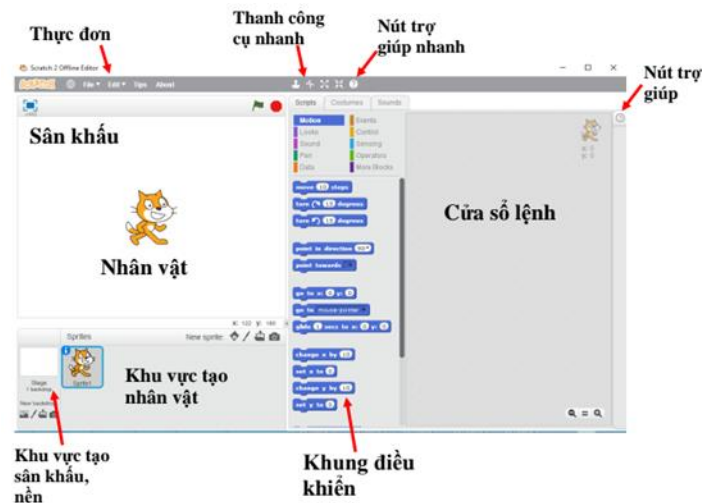 Thực đơn
Thanh công
cụ nhanh
Nút trợ
giúp nhanh
Nút trợ
giúp
Scratch 2 Offline Editor
File Edit Tips About
Scripts Costumes Sounds
Sân khấu
Motion Events
Looks Control
Sound Sensing
Pen Operators
Data More Blocks
move 10 steps
turn 15 degrees
turn 15 degrees
Cửa sổ lệnh
Nhân vật
point in direction 90
point towards
go to x: 0 y: 0
go to mouse-pointer
glide 1 secs to x: 0 y: 0
Sprites New sprite:
change x by 10
set x to 0
change y by 10
set y to 0
Stage
1 backdrop
Sprite1
New backdrop
Khu vực tạo
nhân vật
Khu vực tạo
sân khấu,
nền
Khung điều
khiển